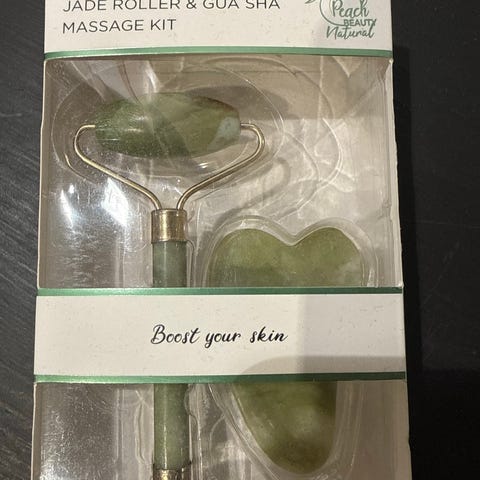 JADE ROLLER & GUA SHA
MASSAGE KIT
Peach
BEAUTY
Natural
Boost your skin